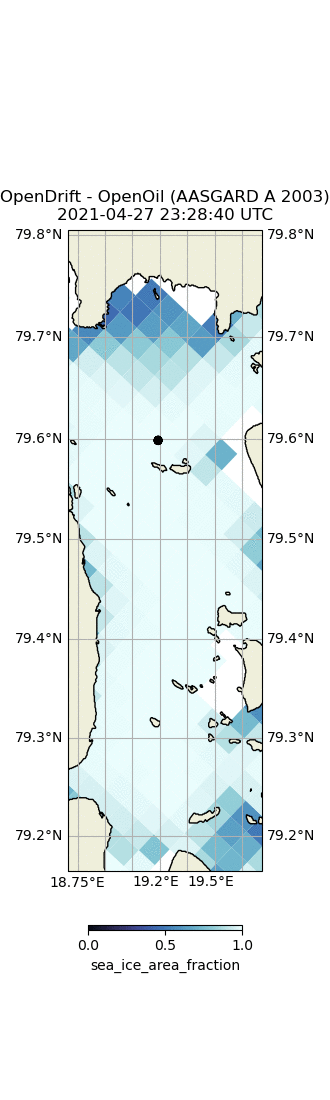 OpenDrift - OpenOil (AASGARD A 2003)
2021-04-27 23:28:40 UTC
79.8°N 79.8°N
79.7°N 79.7°N
79.6°N 79.6°N
79.5°N 79.5°N
79.4°N 79.4°N
79.3°N 79.3°N
79.2°N 79.2°N
18.75°E 19.2°E 19.5°E
0.0 0.5 1.0
sea_ice_area_fraction